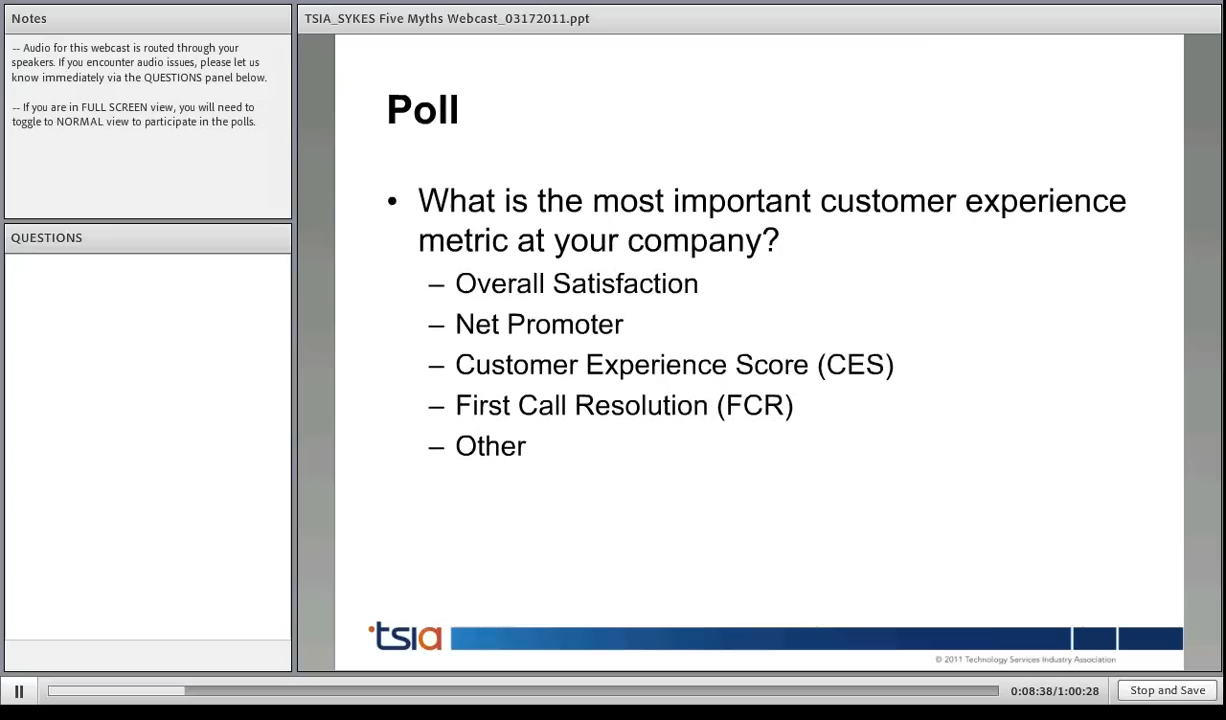 Notes
-- Audio for this webcast is routed through your
speakers. If you encounter audio issues, please let us
know immediately via the QUESTIONS panel below.
-- If you are in FULL SCREEN view, you will need to
toggle to NORMAL view to participate in the polls.
QUESTIONS
TSIA_SYKES Five Myths Webcast_03172011.ppt
Poll
• What is the most important customer experience
metric at your company?
– Overall Satisfaction
– Net Promoter
– Customer Experience Score (CES)
– First Call Resolution (FCR)
– Other
tsia
© 2011 Technology Services Industry Association
0:08:38/1:00:28
Stop and Save